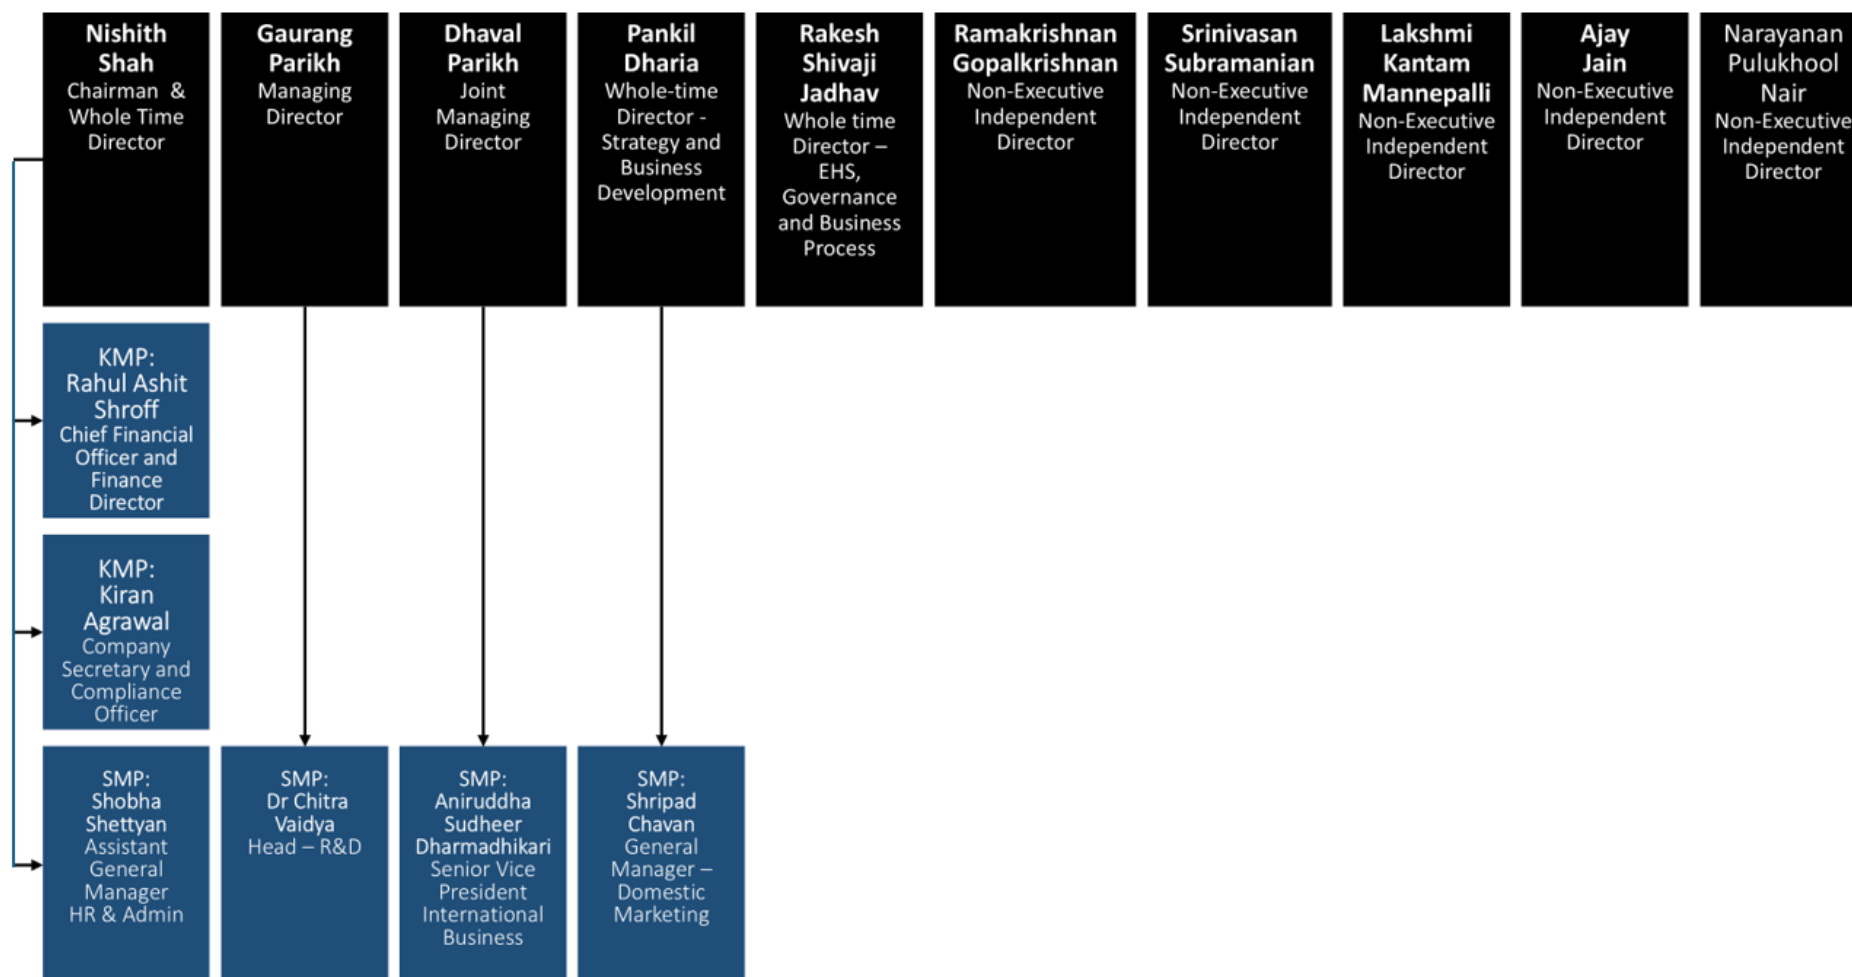 Nishith
Shah
Chairman &
Whole Time
Director
Gaurang
Parikh
Managing
Director
Dhaval
Parikh
Joint
Managing
Director
Pankil
Dharia
Whole-time
Director -
Strategy and
Business
Development
Rakesh
Shivaji
Jadhav
Whole time
Director –
EHS,
Governance
and Business
Process
Ramakrishnan
Gopalkrishnan
Non-Executive
Independent
Director
Srinivasan
Subramanian
Non-Executive
Independent
Director
Lakshmi
Kantam
Mannepalli
Non-Executive
Independent
Director
Ajay
Jain
Non-Executive
Independent
Director
Narayanan
Pulukhool
Nair
Non-Executive
Independent
Director
KMP:
Rahul Ashit
Shroff
Chief Financial
Officer and
Finance
Director
KMP:
Kiran
Agrawal
Company
Secretary and
Compliance
Officer
SMP:
Shobha
Shettyan
Assistant
General
Manager
HR & Admin
SMP:
Dr Chitra
Vaidya
Head – R&D
SMP:
Aniruddha
Sudheer
Dharmadhikari
Senior Vice
President
International
Business
SMP:
Shripad
Chavan
General
Manager –
Domestic
Marketing